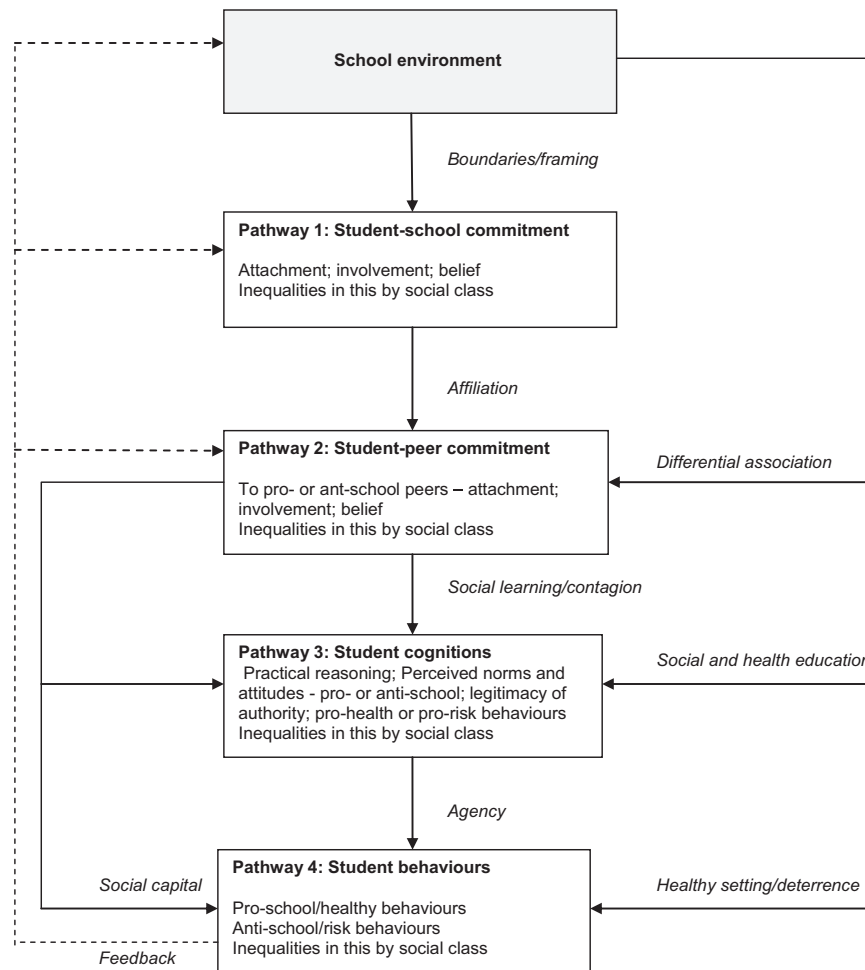 School environment
Boundaries/framing
Pathway 1: Student-school commitment
Attachment; involvement; belief
Inequalities in this by social class
Affiliation
Pathway 2: Student-peer commitment
To pro- or ant-school peers – attachment;
involvement; belief
Inequalities in this by social class
Differential association
Social learning/contagion
Pathway 3: Student cognitions
Practical reasoning; Perceived norms and
attitudes - pro- or anti-school; legitimacy of
authority; pro-health or pro-risk behaviours
Inequalities in this by social class
Social and health education
Agency
Pathway 4: Student behaviours
Pro-school/healthy behaviours
Anti-school/risk behaviours
Inequalities in this by social class
Social capital
Healthy setting/deterrence
Feedback